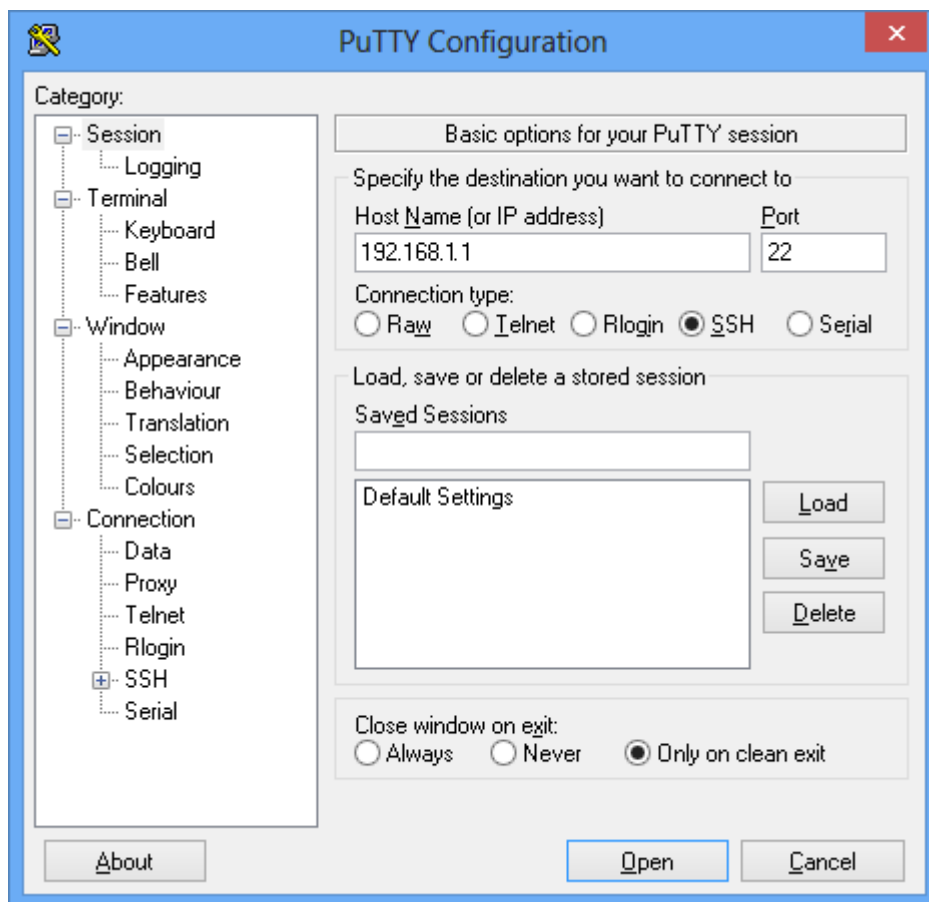 PuTTY Configuration
Category:
Session
Logging
Terminal
Keyboard
Bell
Features
Window
Appearance
Behaviour
Translation
Selection
Colours
Connection
Data
Proxy
Telnet
Rlogin
SSH
Serial
Basic options for your PuTTY session
Specify the destination you want to connect to
Host Name (or IP address) Port
192.168.1.1 22
Connection type:
Raw Telnet Rlogin SSH Serial
Load, save or delete a stored session
Saved Sessions
Default Settings
Load
Save
Delete
Close window on exit:
Always Never Only on clean exit
About Open Cancel